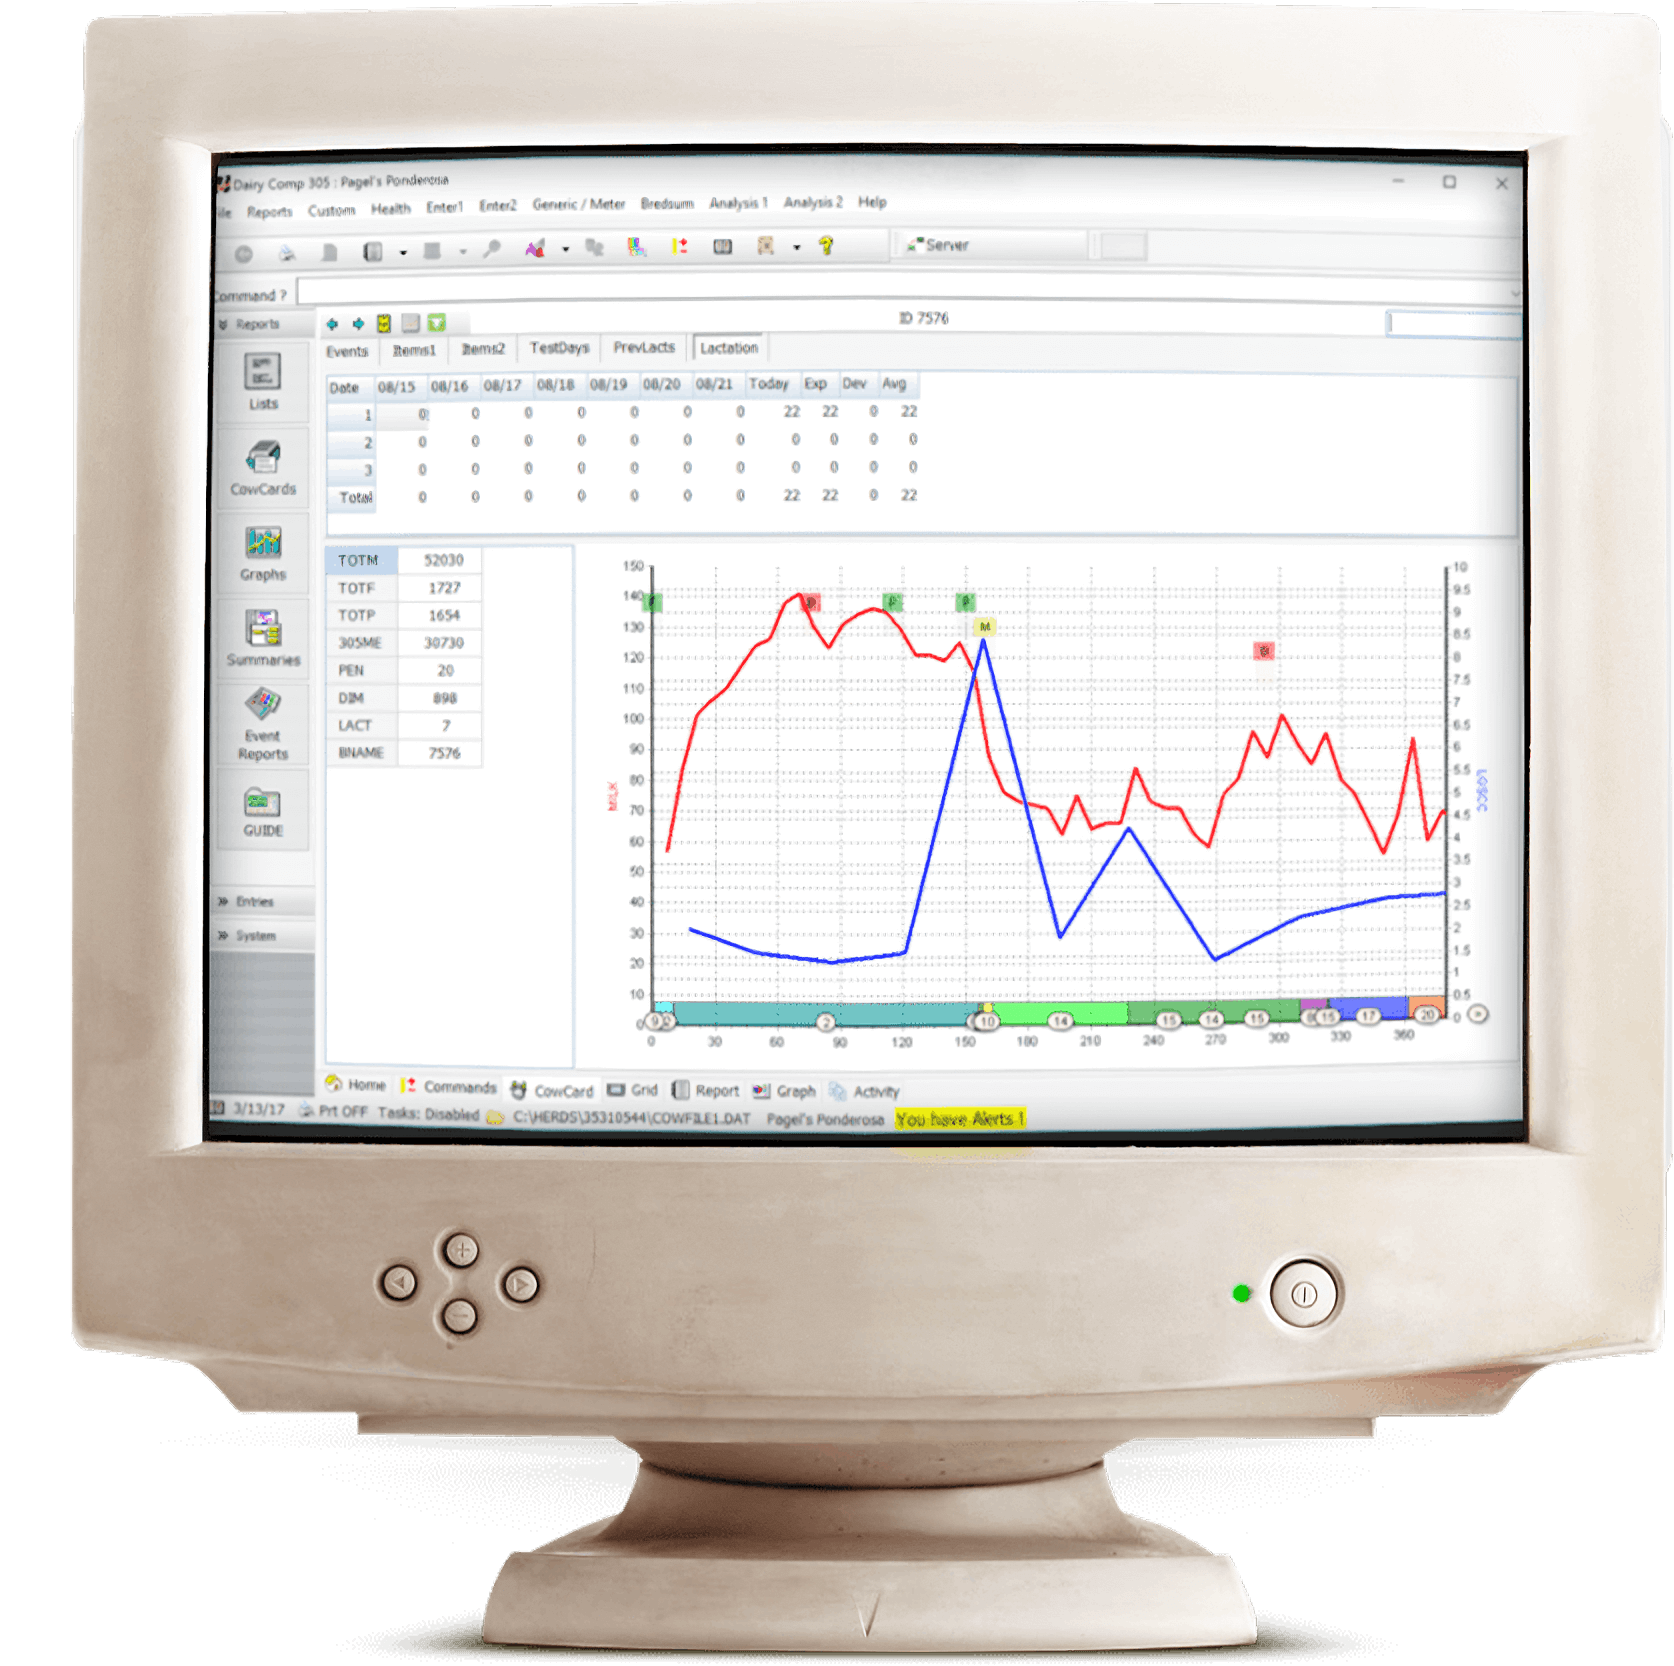 Dairy Comp 305 : Pagel's Ponderosa
ile Reports Custom Health Enter1 Enter2 Generic / Meter Bredsum Analysis 1 Analysis 2 Help
Server
Command ?
Reports
ID 7576
Events Items1 Items2 TestDays PrevLacts Lactation
Date 08/15 08/16 08/17 08/18 08/19 08/20 08/21 Today Exp Dev Avg
1 0 0 0 0 0 0 0 22 22 0 22
2 0 0 0 0 0 0 0 0 0 0 0
3 0 0 0 0 0 0 0 0 0 0 0
Total 0 0 0 0 0 0 0 22 22 0 22
Lists
CowCards
Graphs
Summaries
Event
Reports
GUIDE
Entries
System
TOTM 52030
TOTF 1727
TOTP 1654
305ME 30730
PEN 20
DIM 898
LACT 7
BNAME 7576
150
140
130
120
110
100
90
80
70
60
50
40
30
20
10
0
MILK
M
10
9.5
9
8.5
8
7.5
7
6.5
6
5.5
5
4.5
4
3.5
3
2.5
2
1.5
1
0.5
0
LGSCC
9 2 2 10 14 15 14 15 15 17 20 »
0 30 60 90 120 150 180 210 240 270 300 330 360
Home Commands CowCard Grid Report Graph Activity
3/13/17 Prt OFF Tasks: Disabled C:\HERDS\35310544\COWFILE1.DAT Pagel's Ponderosa You have Alerts !